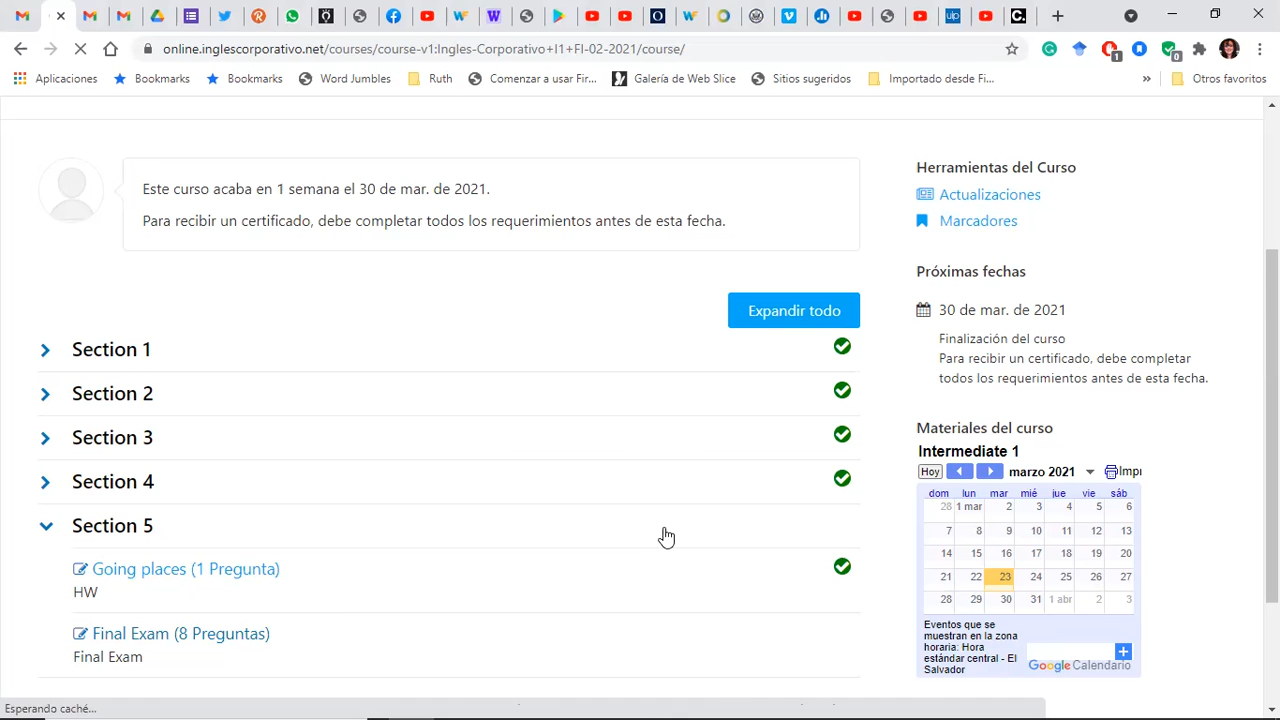 online.inglescorporativo.net/courses/course-v1:Ingles-Corporativo+I1+FI-02-2021/course/
Aplicaciones
Bookmarks
Bookmarks
Word Jumbles
Ruth
Comenzar a usar Fir...
Galería de Web Slice
Sitios sugeridos
Importado desde Fi...
»
Otros favoritos
Este curso acaba en 1 semana el 30 de mar. de 2021.
Para recibir un certificado, debe completar todos los requerimientos antes de esta fecha.
Expandir todo
Section 1
Section 2
Section 3
Section 4
Section 5
Going places (1 Pregunta)
HW
Final Exam (8 Preguntas)
Final Exam
Herramientas del Curso
Actualizaciones
Marcadores
Próximas fechas
30 de mar. de 2021
Finalización del curso
Para recibir un certificado, debe completar
todos los requerimientos antes de esta fecha.
Materiales del curso
Intermediate 1
Hoy marzo 2021 Impi
dom lun mar mié jue vie sáb
28 1 mar 2 3 4 5 6
7 8 9 10 11 12 13
14 15 16 17 18 19 20
21 22 23 24 25 26 27
28 29 30 31 1 abr 2 3
Eventos que se
muestran en la zona
horaria: Hora
estándar central - El
Salvador
Google Calendario
Esperando caché...